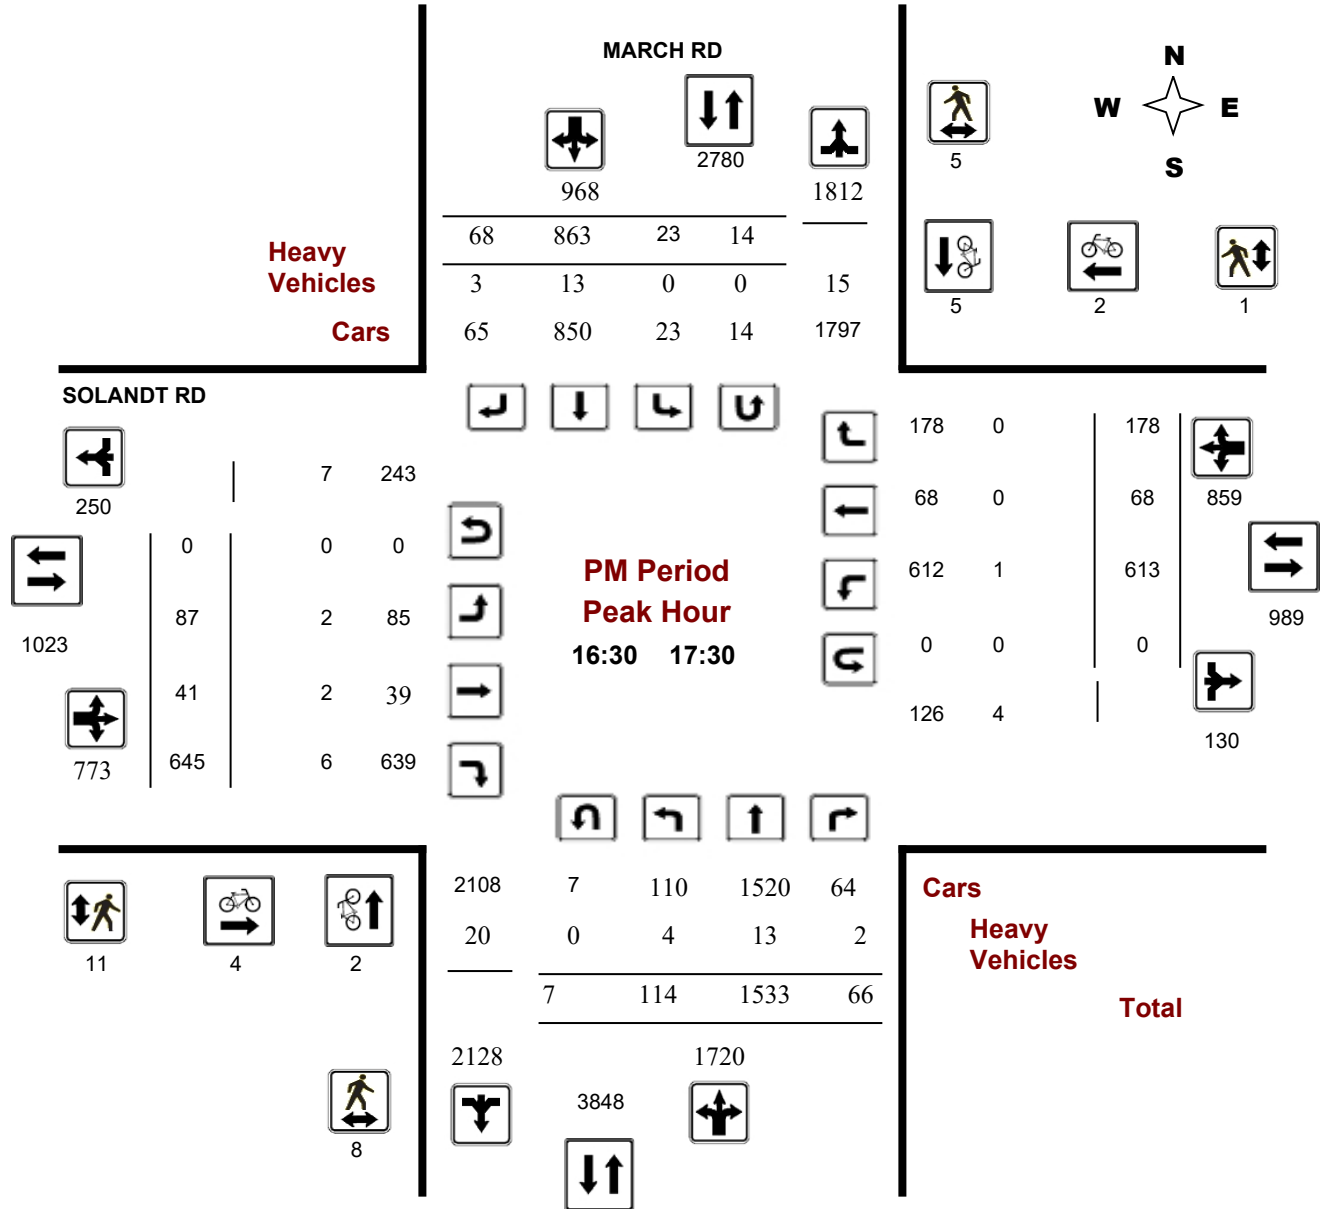 MARCH RD
N
W E
S
2780
968
1812
5
68 863 23 14
Heavy
Vehicles
3 13 0 0 15
5 2 1
Cars
65 850 23 14 1797
SOLANDT RD
250
7 243
178 0 178
68 0 68
859
0 0 0
PM Period
Peak Hour
16:30 17:30
612 1 613
87 2 85
989
1023
0 0 0
41 2 39
126 4
130
773
645 6 639
2108 7 110 1520 64
Cars
20 0 4 13 2
Heavy
Vehicles
11 4 2
7 114 1533 66
Total
2128
1720
3848
8